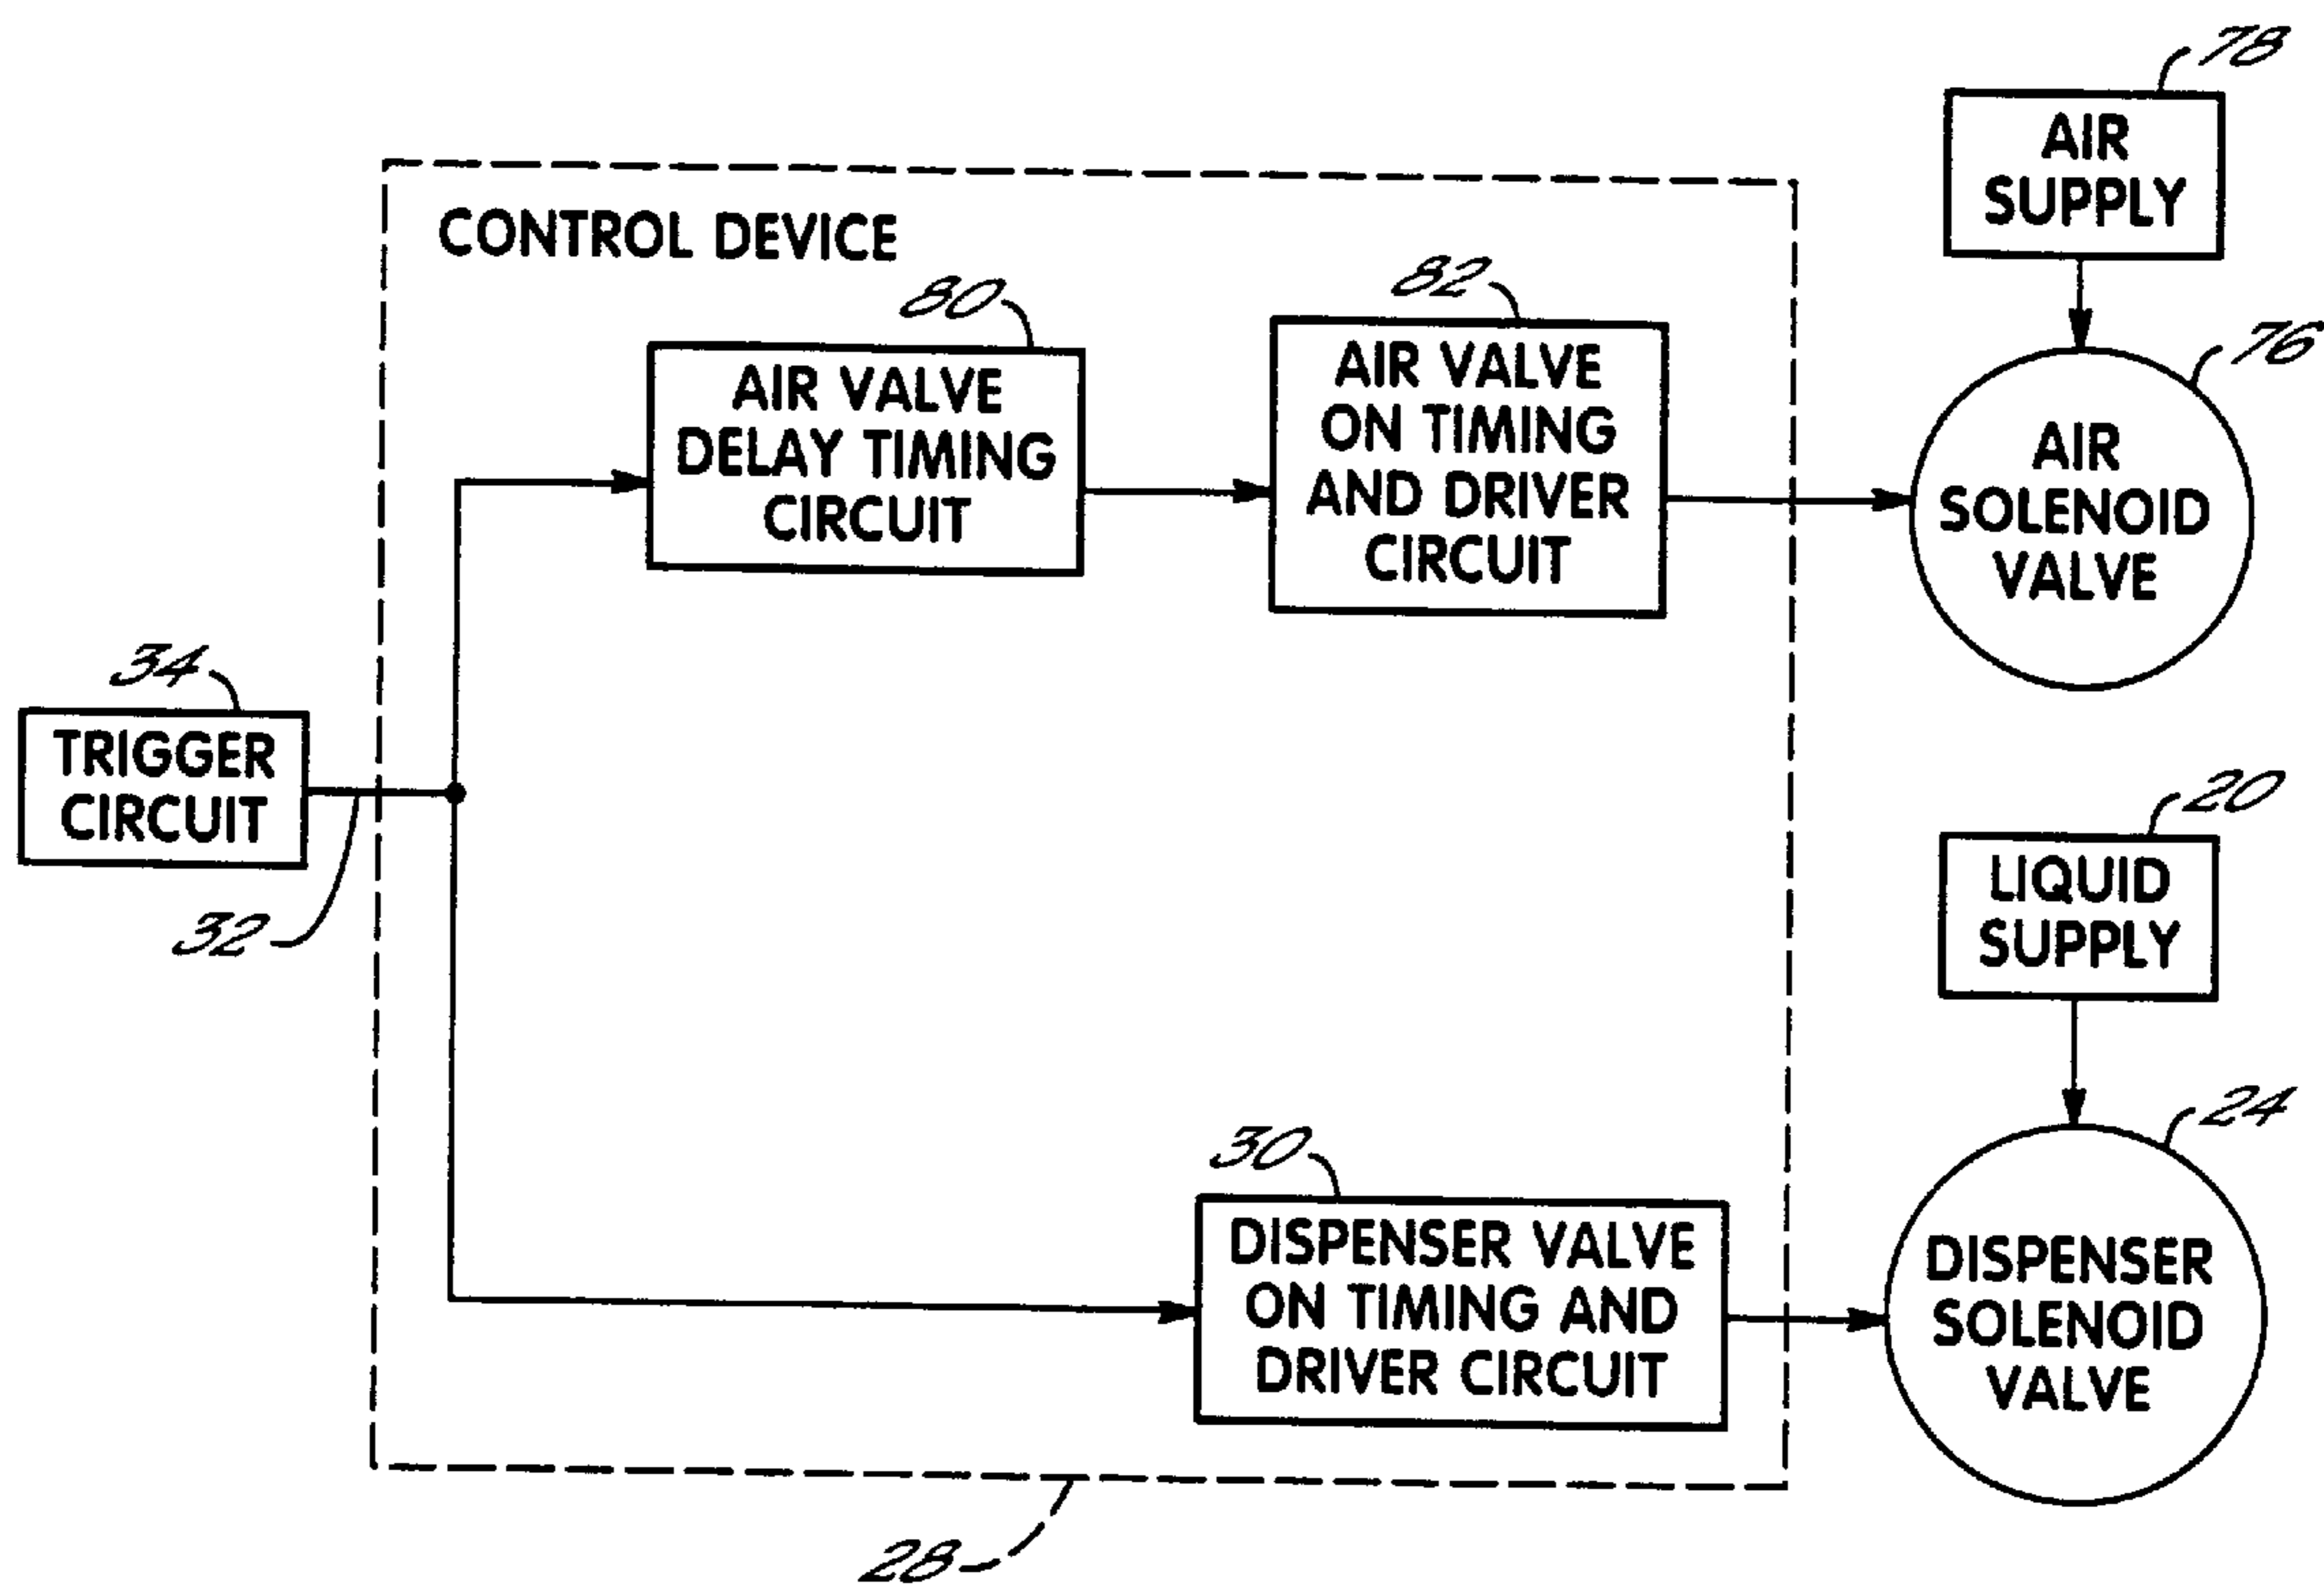 78
AIR
SUPPLY
CONTROL DEVICE
80
82
76
AIR VALVE
DELAY TIMING
CIRCUIT
AIR VALVE
ON TIMING
AND DRIVER
CIRCUIT
AIR
SOLENOID
VALVE
34
TRIGGER
CIRCUIT
32
20
LIQUID
SUPPLY
24
30
DISPENSER VALVE
ON TIMING AND
DRIVER CIRCUIT
DISPENSER
SOLENOID
VALVE
28